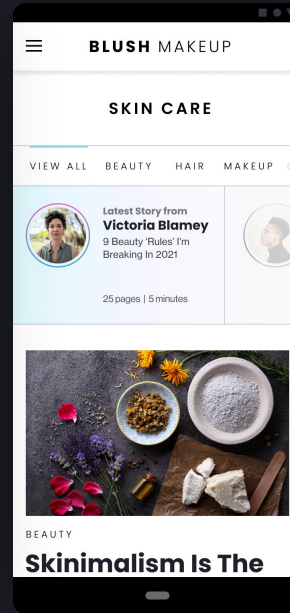 BLUSH MAKEUP
SKIN CARE
VIEW ALL BEAUTY HAIR MAKEUP
Latest Story from
Victoria Blamey
9 Beauty ‘Rules’ I’m
Breaking In 2021
25 pages | 5 minutes
BEAUTY
Skinimalism Is The